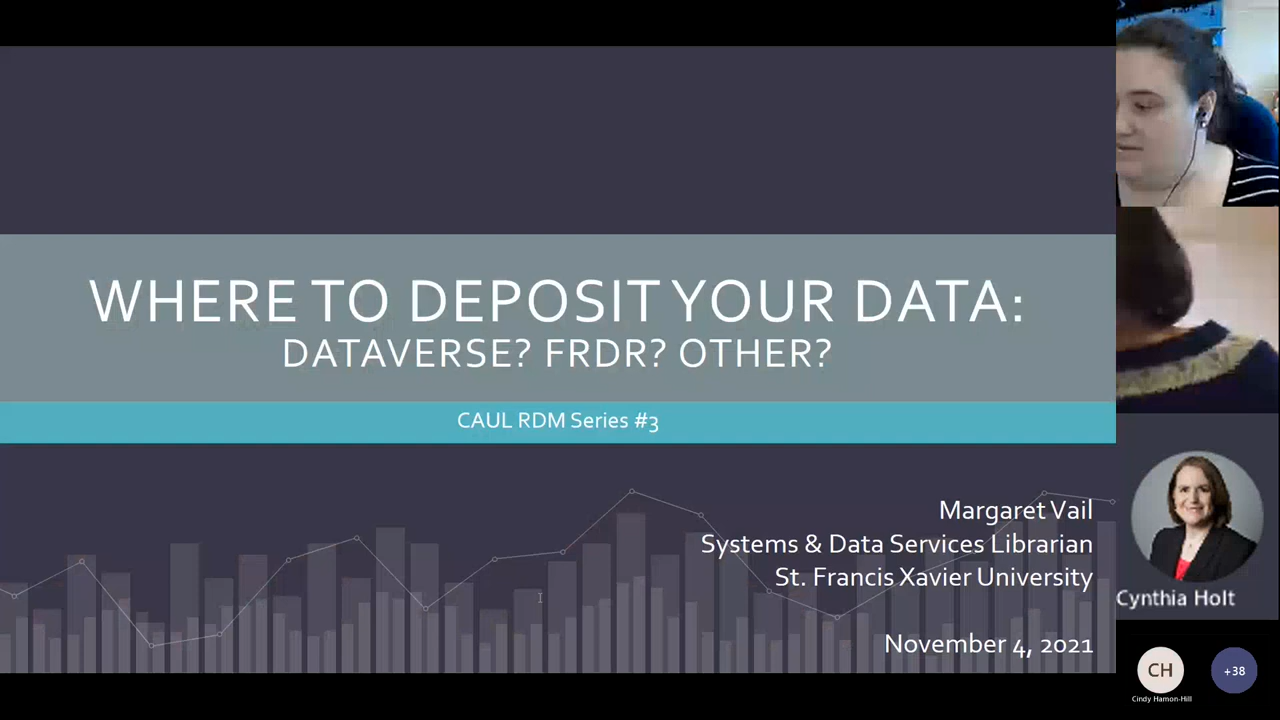 WHERE TO DEPOSIT YOUR DATA:
DATAVERSE? FRDR? OTHER?
CAUL RDM Series #3
Margaret Vail
Systems & Data Services Librarian
St. Francis Xavier University
November 4, 2021
Cynthia Holt
CH
+38
Cindy Hamon-Hill